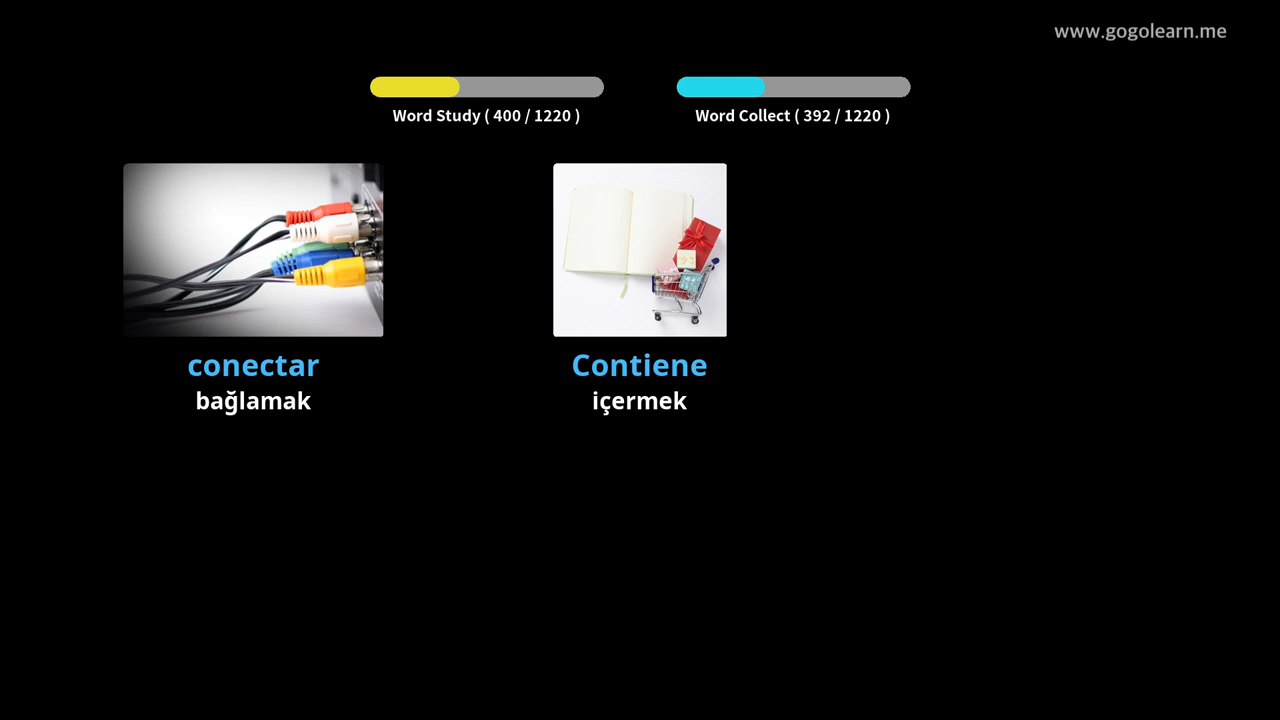 www.gogolearn.me
Word Study ( 400 / 1220 )
Word Collect ( 392 / 1220 )
conectar
bağlamak
Contiene
içermek